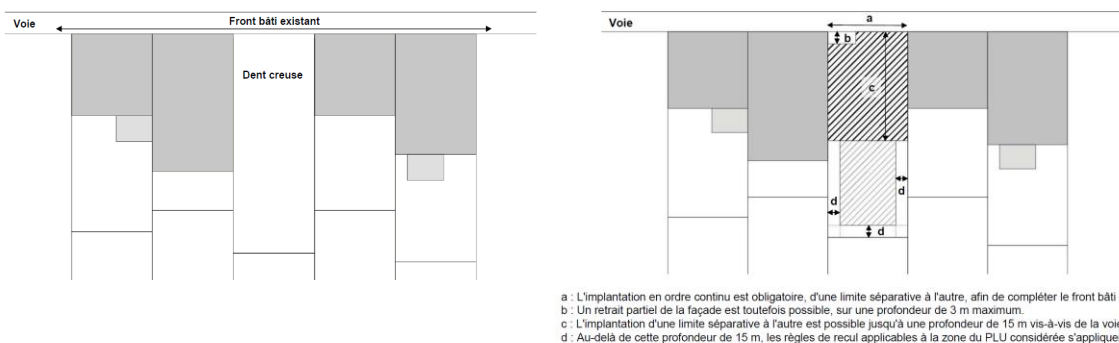 Voie
Front bâti existant
Dent creuse
Voie
a
b
c
d
d
d
a : L'implantation en ordre continu est obligatoire, d'une limite séparative à l'autre, afin de compléter le front bâti
b : Un retrait partiel de la façade est toutefois possible, sur une profondeur de 3 m maximum.
c : L'implantation d'une limite séparative à l'autre est possible jusqu'à une profondeur de 15 m vis-à-vis de la voie
d : Au-delà de cette profondeur de 15 m, les règles de recul applicables à la zone du PLU considérée s'applique